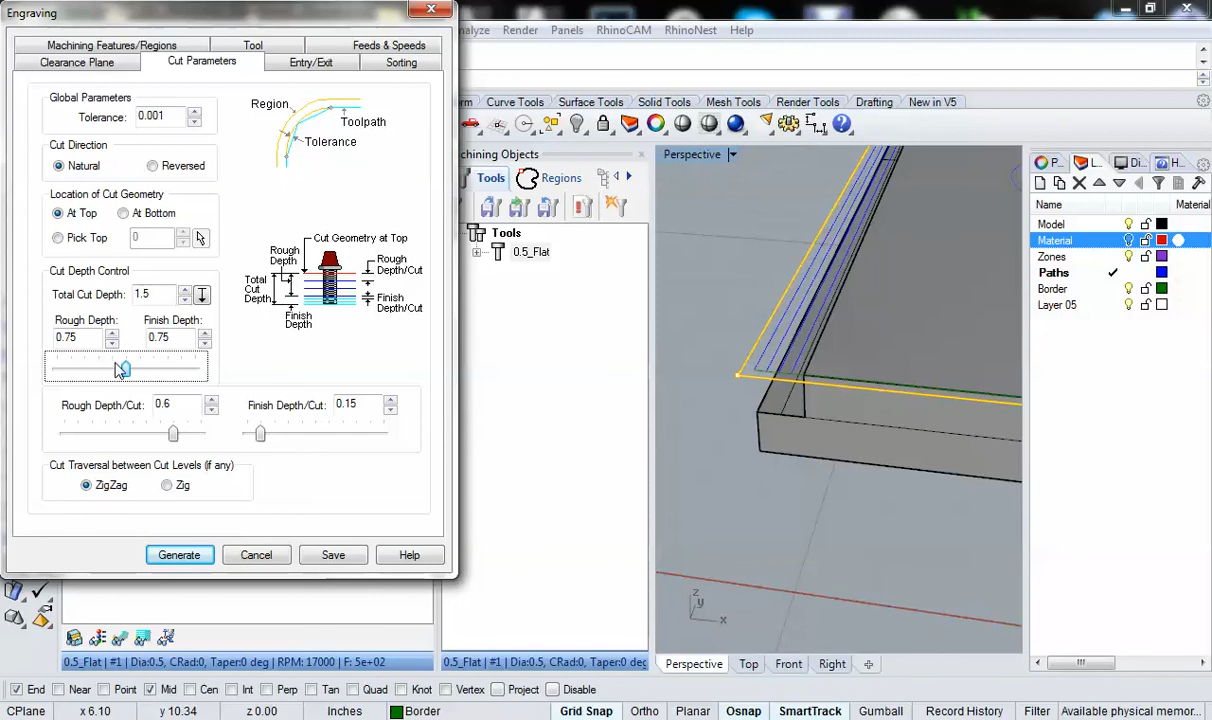 Engraving
Machining Features/Regions
Tool
Feeds & Speeds
Clearance Plane
Cut Parameters
Entry/Exit
Sorting
Global Parameters
Tolerance:
0.001
Cut Direction
Natural
Reversed
Location of Cut Geometry
At Top
At Bottom
Pick Top
0
Cut Depth Control
Total Cut Depth:
1.5
Rough Depth:
Finish Depth:
0.75
0.75
Rough Depth/Cut:
0.6
Finish Depth/Cut:
0.15
Cut Traversal between Cut Levels (if any)
ZigZag
Zig
Region
Toolpath
Tolerance
Cut Geometry at Top
Rough
Depth
Rough
Depth/Cut
Total
Cut
Depth
Finish
Depth/Cut
Finish
Depth
Generate
Cancel
Save
Help
nalyze
Render
Panels
RhinoCAM
RhinoNest
Help
orm
Curve Tools
Surface Tools
Solid Tools
Mesh Tools
Render Tools
Drafting
New in V5
chining Objects
Tools
Regions
Tools
0.5_Flat
Perspective
z
y
x
P...
L...
Di...
H...
Name
Material
Model
Material
Zones
Paths
Border
Layer 05
0.5_Flat | #1 | Dia:0.5, CRad:0, Taper:0 deg | RPM: 17000 | F: 5e+02
0.5_Flat | #1 | Dia:0.5, CRad:0, Taper:0 deg
Perspective
Top
Front
Right
End
Near
Point
Mid
Cen
Int
Perp
Tan
Quad
Knot
Vertex
Project
Disable
CPlane
x 6.10
y 10.34
z 0.00
Inches
Border
Grid Snap
Ortho
Planar
Osnap
SmartTrack
Gumball
Record History
Filter
Available physical memor...